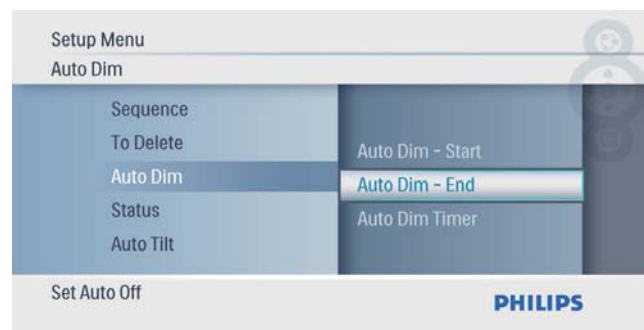 Setup Menu
Auto Dim
Sequence
To Delete
Auto Dim
Status
Auto Tilt
Auto Dim - Start
Auto Dim - End
Auto Dim Timer
Set Auto Off
PHILIPS